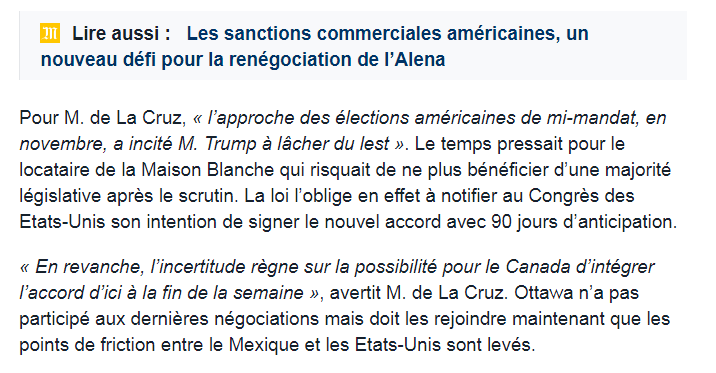 Lire aussi : Les sanctions commerciales américaines, un
nouveau défi pour la renégociation de l’Alena
Pour M. de La Cruz, « l’approche des élections américaines de mi-mandat, en
novembre, a incité M. Trump à lâcher du lest ». Le temps pressait pour le
locataire de la Maison Blanche qui risquait de ne plus bénéficier d’une majorité
législative après le scrutin. La loi l’oblige en effet à notifier au Congrès des
Etats-Unis son intention de signer le nouvel accord avec 90 jours d’anticipation.
« En revanche, l’incertitude règne sur la possibilité pour le Canada d’intégrer
l’accord d’ici à la fin de la semaine », avertit M. de La Cruz. Ottawa n’a pas
participé aux dernières négociations mais doit les rejoindre maintenant que les
points de friction entre le Mexique et les Etats-Unis sont levés.